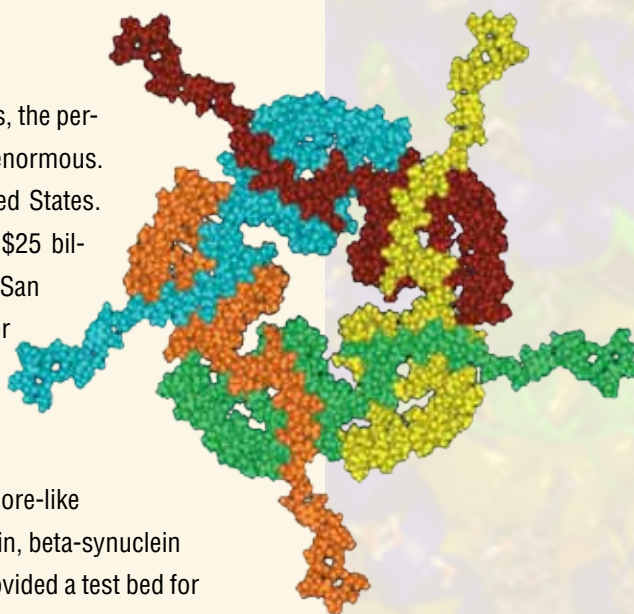 s, the per-
enormous.
ed States.
$25 bil-
San
r
ore-like
in, beta-synuclein
ovided a test bed for